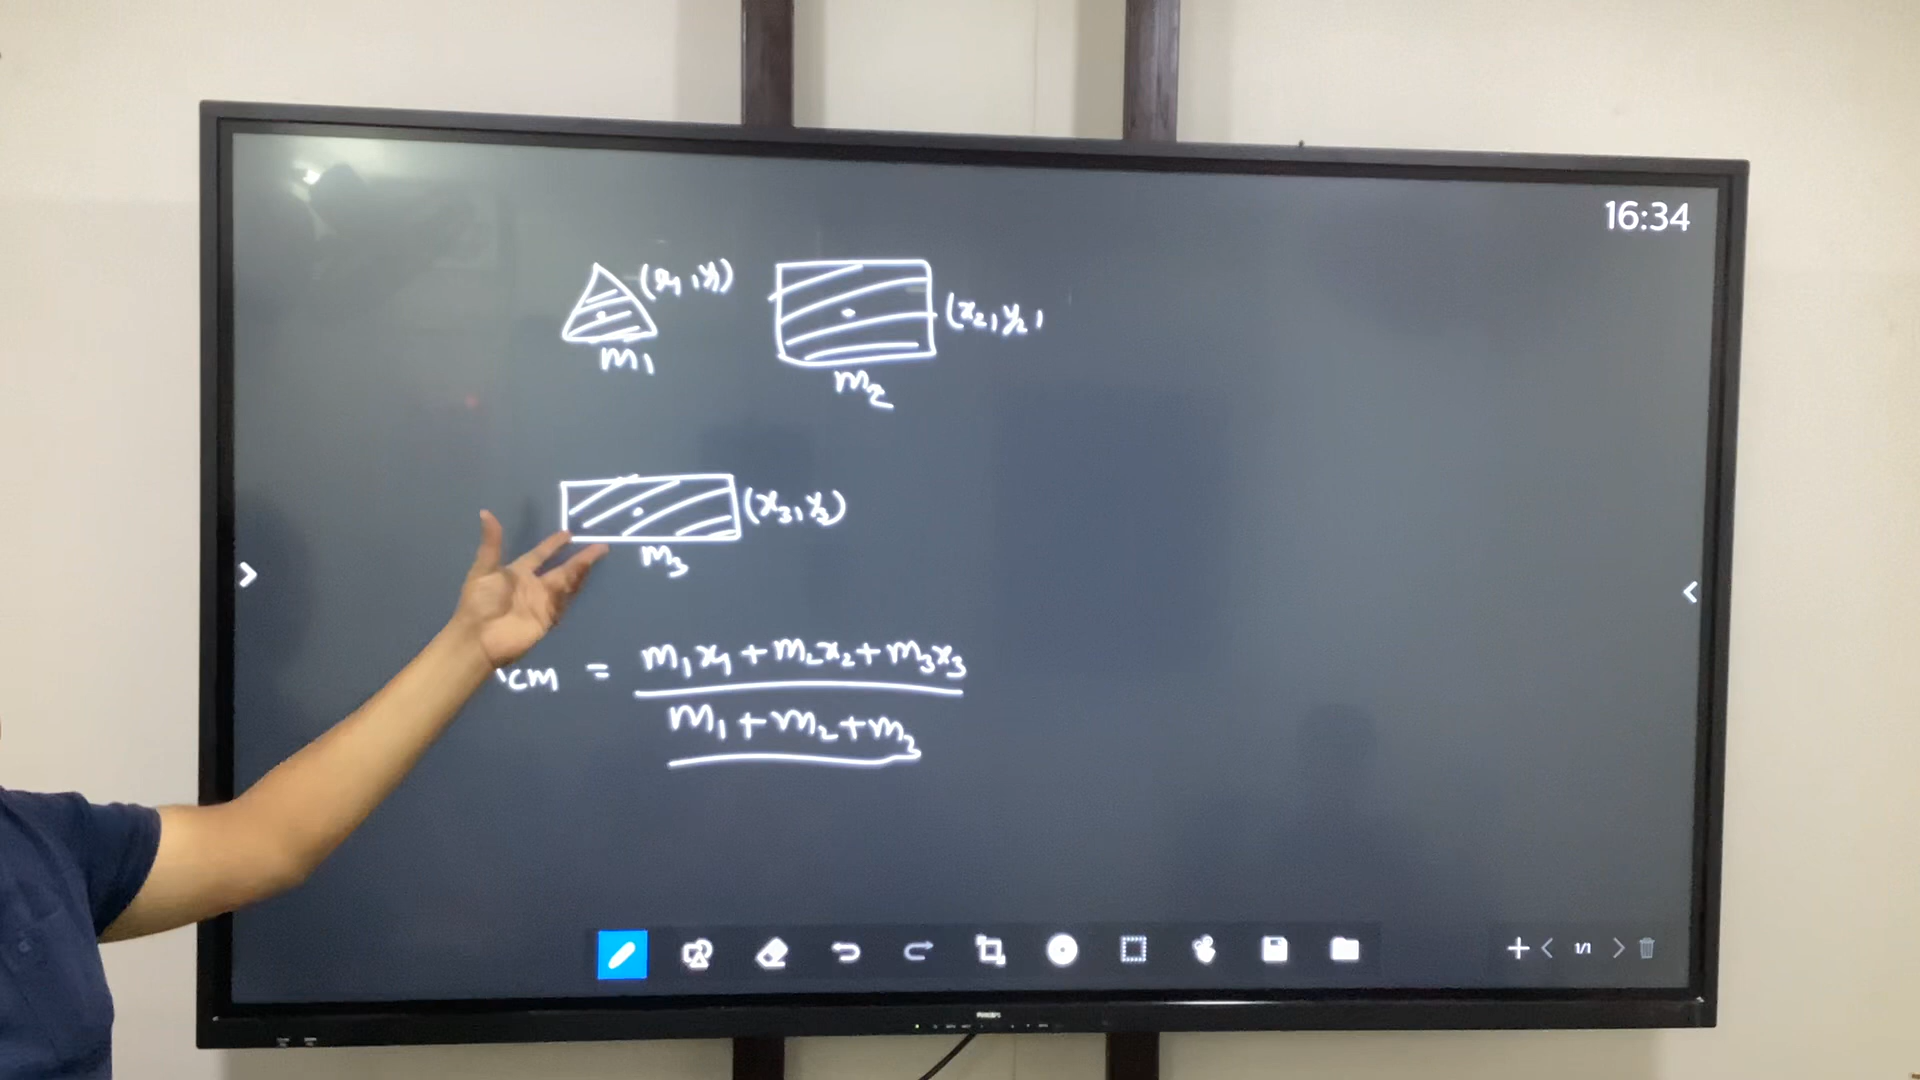 16:34
(x₁, y₁)
m₁
(x₂, y₂,
m₂
(x₃, y₃)
m₃
cm = m₁x₁ + m₂x₂ + m₃x₃
m₁ + m₂ + m₃
1/1
PHILIPS